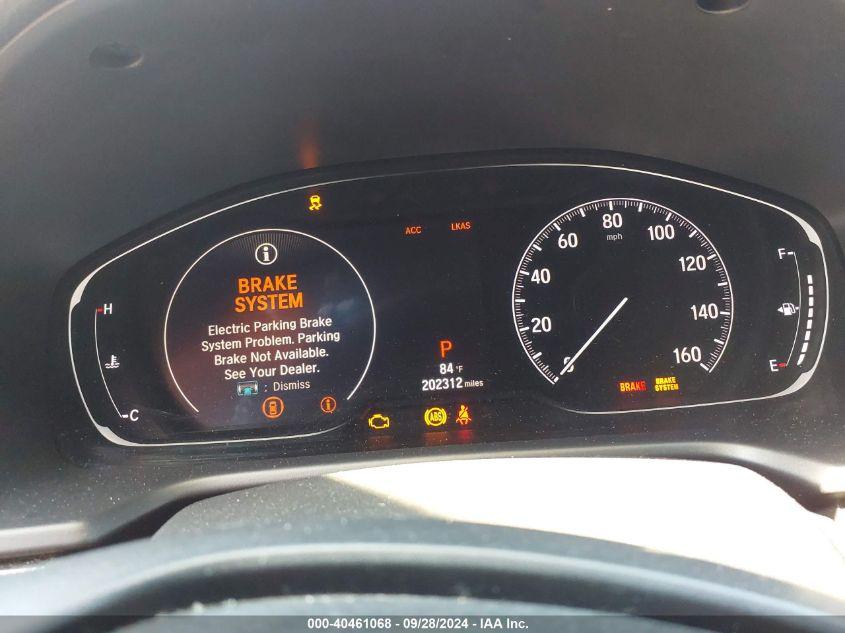 ACC LKAS
BRAKE
SYSTEM
Electric Parking Brake
System Problem. Parking
Brake Not Available.
See Your Dealer.
: Dismiss
H
C
P
84 °F
202312 miles
ABS
0 20 40 60 80 100 120 140 160
mph
BRAKE BRAKE SYSTEM
F
E
000-40461068 - 09/28/2024 - IAA Inc.